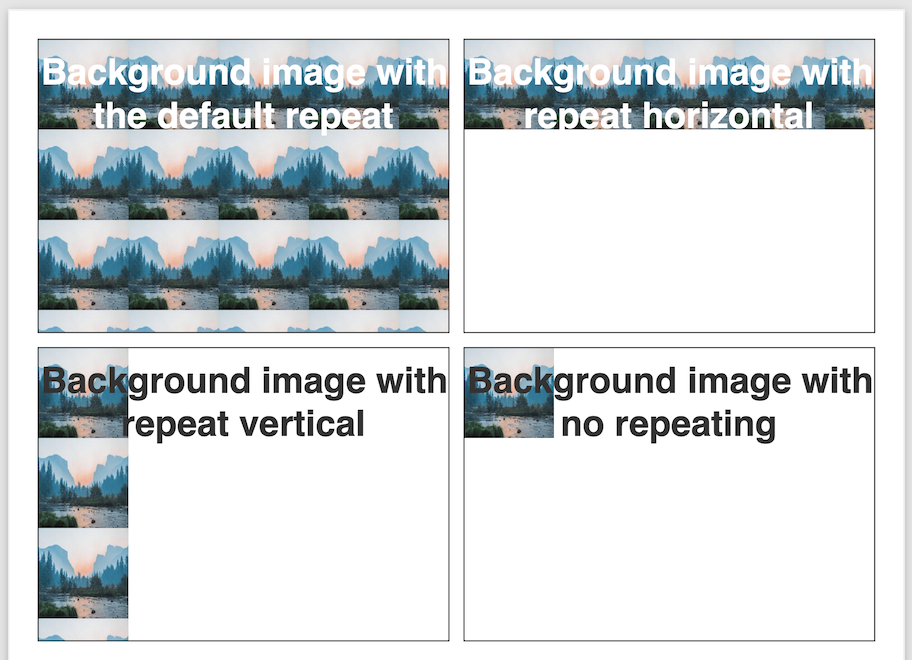 Background image with
the default repeat
Background image with
repeat horizontal
Background image with
repeat vertical
Background image with
no repeating